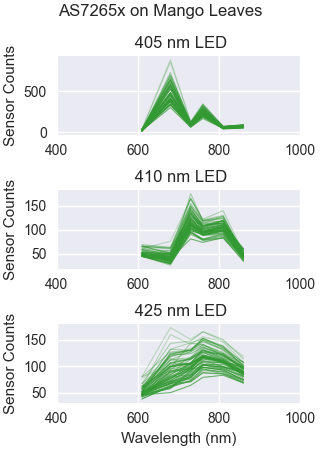 AS7265x on Mango Leaves
405 nm LED
Sensor Counts
500
0
400
600
800
1000
410 nm LED
Sensor Counts
150
100
50
400
600
800
1000
425 nm LED
Sensor Counts
150
100
50
400
600
800
1000
Wavelength (nm)